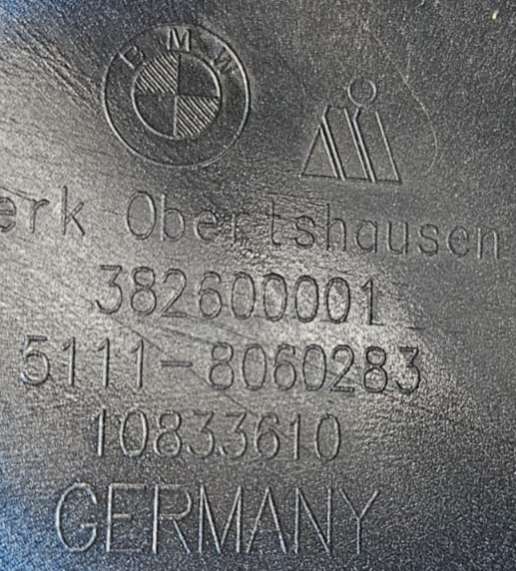 BMW
erk Obertshausen
382600001
5111-8060283
10833610
GERMANY